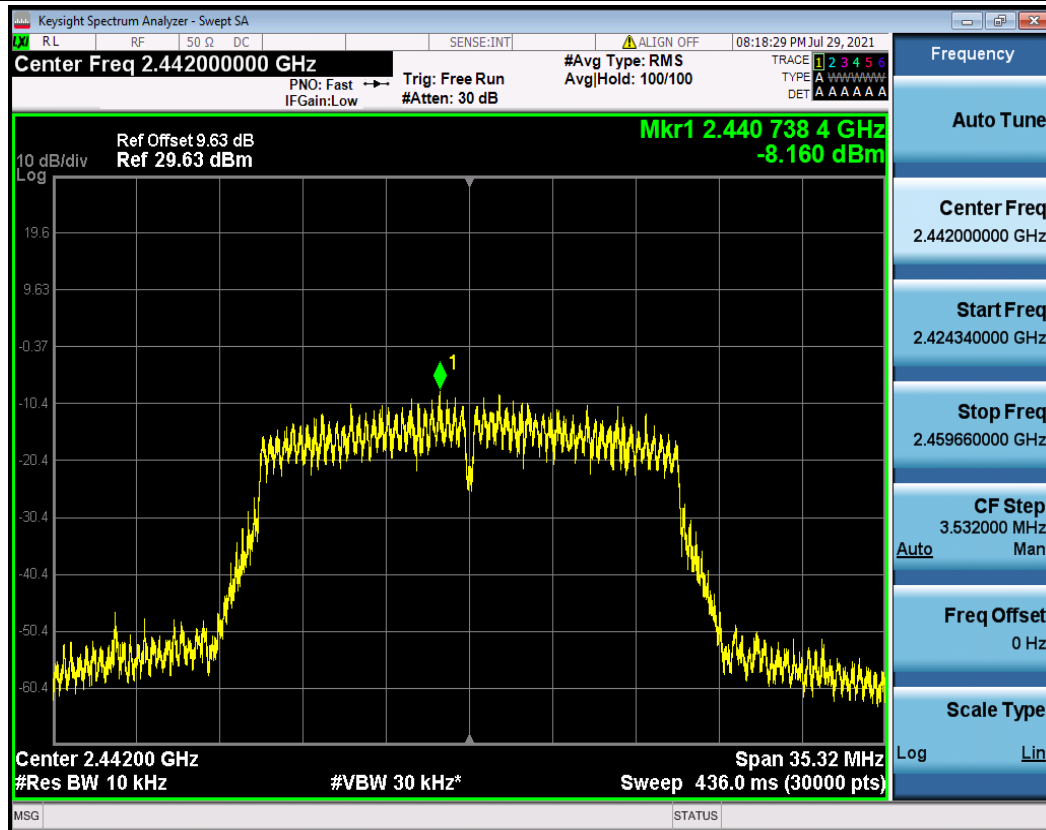 Keysight Spectrum Analyzer - Swept SA
LXI RL RF 50 Ω DC SENSE:INT ALIGN OFF 08:18:29 PM Jul 29, 2021
Center Freq 2.442000000 GHz
PNO: Fast
IFGain:Low
Trig: Free Run
#Atten: 30 dB
#Avg Type: RMS
Avg|Hold: 100/100
TRACE 1 2 3 4 5 6
TYPE A WWWWW
DET A A A A A A
Mkr1 2.440 738 4 GHz
-8.160 dBm
Ref Offset 9.63 dB
10 dB/div Ref 29.63 dBm
Log
19.6
9.63
-0.37
-10.4
-20.4
-30.4
-40.4
-50.4
-60.4
1
Center 2.44200 GHz Span 35.32 MHz
#Res BW 10 kHz #VBW 30 kHz* Sweep 436.0 ms (30000 pts)
MSG STATUS
Frequency
Auto Tune
Center Freq
2.442000000 GHz
Start Freq
2.424340000 GHz
Stop Freq
2.459660000 GHz
CF Step
3.532000 MHz
Auto Man
Freq Offset
0 Hz
Scale Type
Log Lin